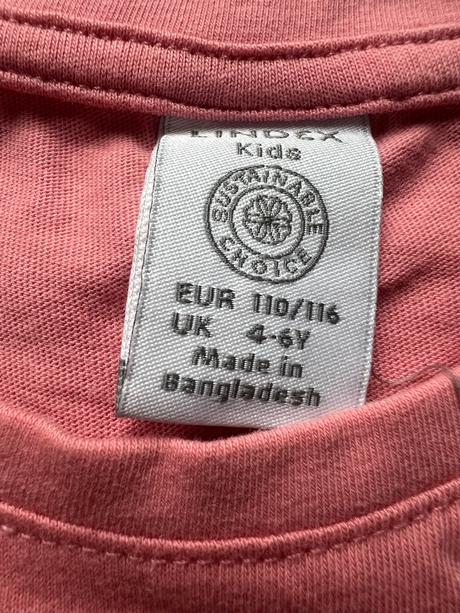 LINDEX
Kids
SUSTAINABLE
CHOICE
EUR 110/116
UK 4-6Y
Made in
Bangladesh